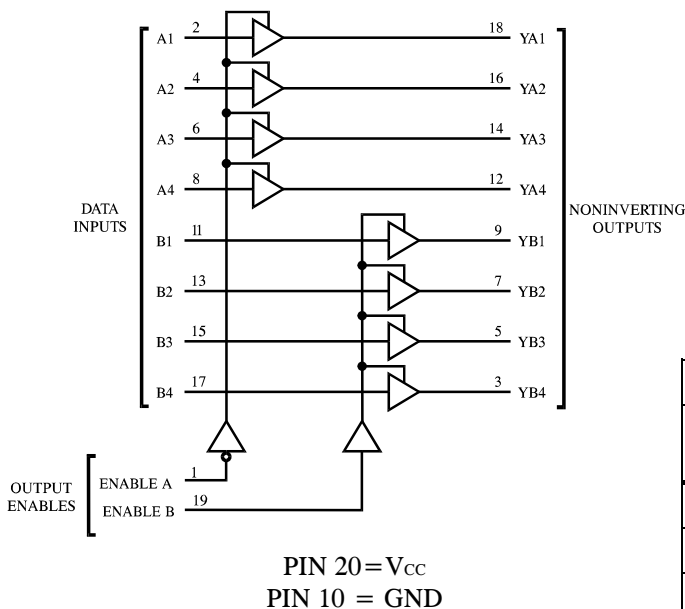 A1 2 18 YA1
A2 4 16 YA2
A3 6 14 YA3
A4 8 12 YA4
DATA
INPUTS
NONINVERTING
OUTPUTS
B1 11 9 YB1
B2 13 7 YB2
B3 15 5 YB3
B4 17 3 YB4
OUTPUT
ENABLES
ENABLE A 1
ENABLE B 19
PIN 20=VCC
PIN 10 = GND